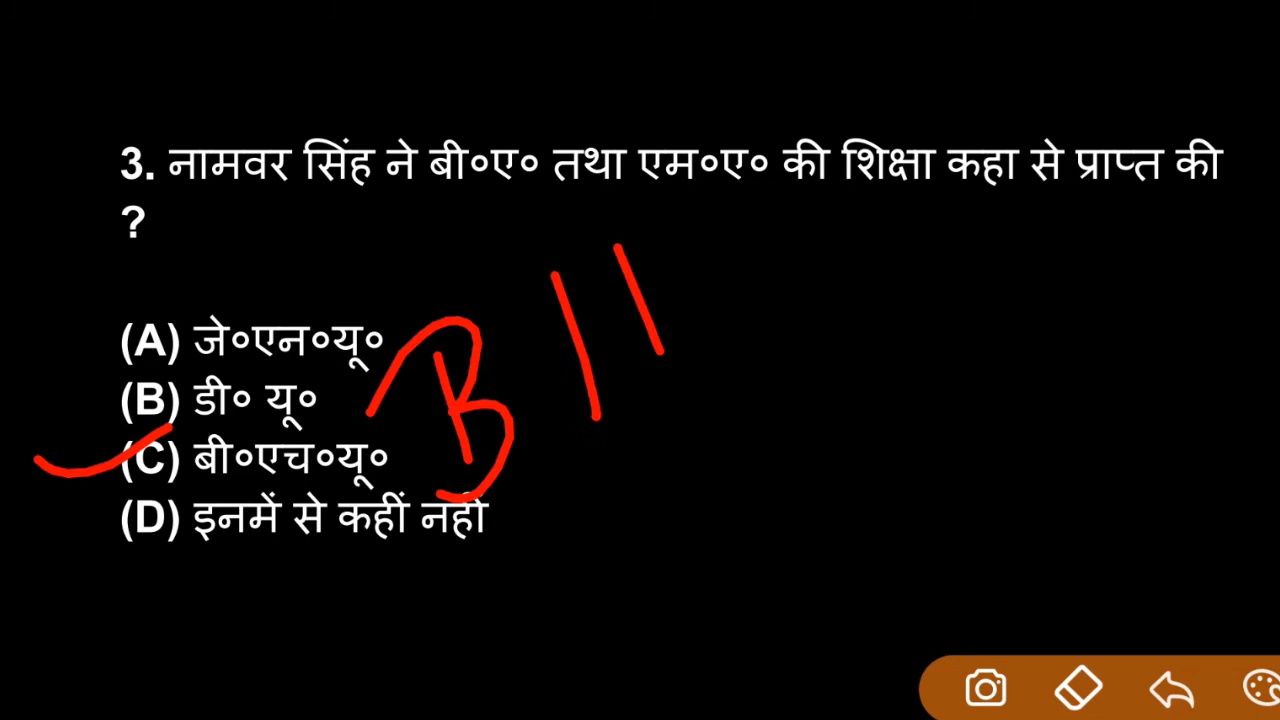 3. नामवर सिंह ने बी०ए० तथा एम०ए० की शिक्षा कहा से प्राप्त की
?
(A) जे०एन०यू०
(B) डी० यू०
(C) बी०एच०यू०
(D) इनमें से कहीं नहीं
B